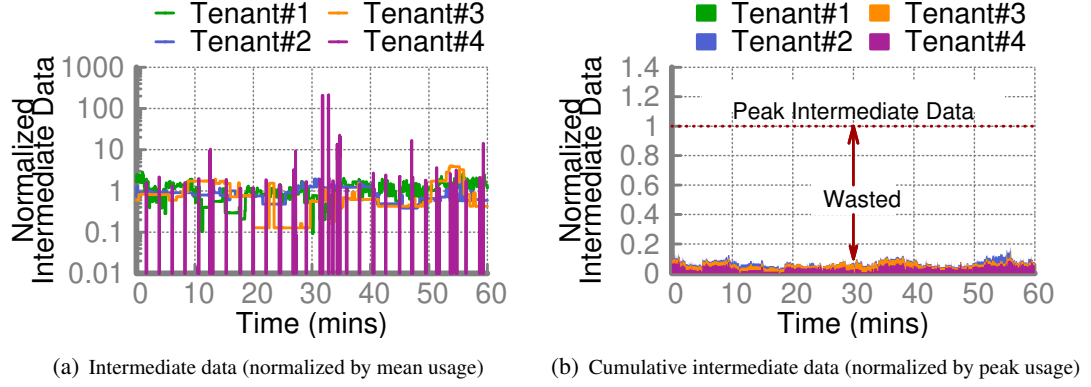 Tenant#1 Tenant#3
Tenant#2 Tenant#4
Normalized
Intermediate Data
1000
100
10
1
0.1
0.01
0 10 20 30 40 50 60
Time (mins)
(a) Intermediate data (normalized by mean usage)
Tenant#1 Tenant#3
Tenant#2 Tenant#4
Normalized
Intermediate Data
1.4
1.2
1
0.8
0.6
0.4
0.2
0
Peak Intermediate Data
Wasted
0 10 20 30 40 50 60
Time (mins)
(b) Cumulative intermediate data (normalized by peak usage)